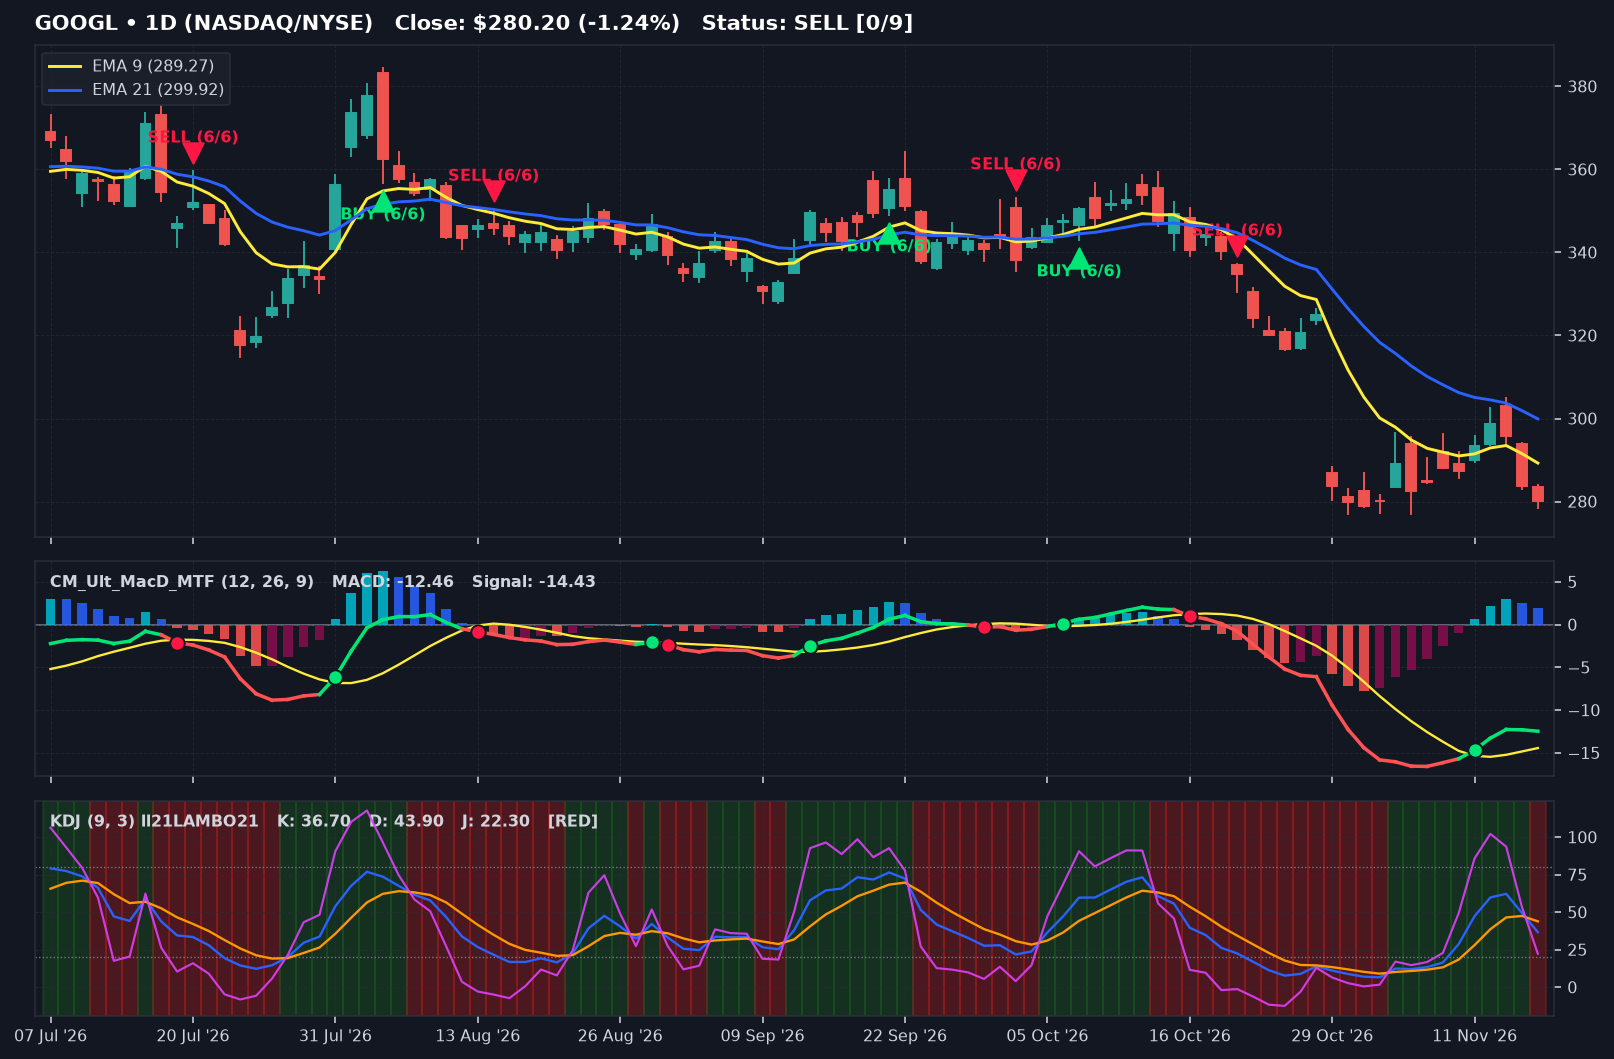 GOOGL • 1D (NASDAQ/NYSE)   Close: $280.20 (-1.24%)   Status: SELL [0/9]
EMA 9 (289.27)
EMA 21 (299.92)
SELL (6/6)
BUY (6/6)
SELL (6/6)
BUY (6/6)
SELL (6/6)
BUY (6/6)
SELL (6/6)
380
360
340
320
300
280
CM_Ult_MacD_MTF (12, 26, 9)   MACD: -12.46   Signal: -14.43
5
0
−5
−10
−15
KDJ (9, 3) II21LAMBO21   K: 36.70   D: 43.90   J: 22.30   [RED]
100
75
50
25
0
07 Jul '26
20 Jul '26
31 Jul '26
13 Aug '26
26 Aug '26
09 Sep '26
22 Sep '26
05 Oct '26
16 Oct '26
29 Oct '26
11 Nov '26